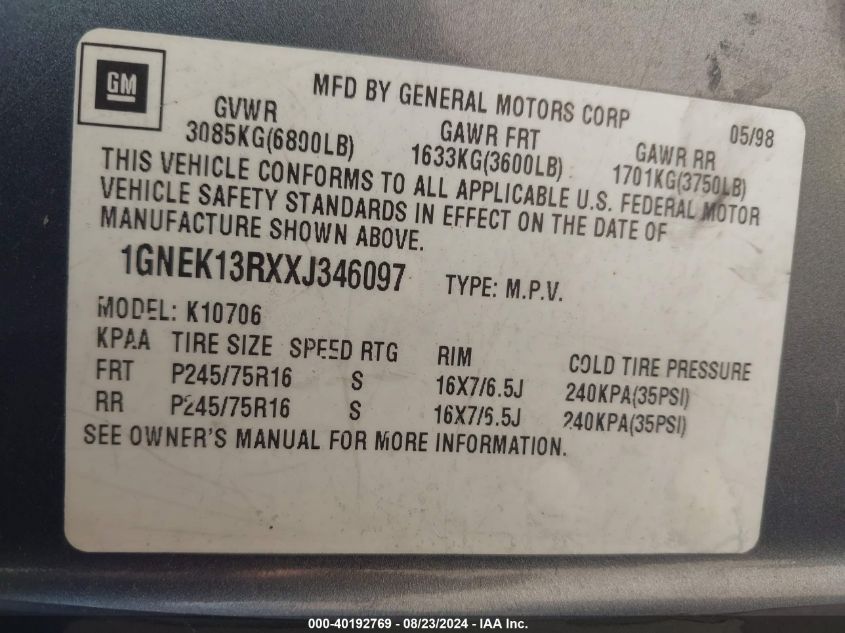 GM
MFD BY GENERAL MOTORS CORP 05/98
GVWR GAWR FRT GAWR RR
3085KG(6800LB) 1633KG(3600LB) 1701KG(3750LB)
THIS VEHICLE CONFORMS TO ALL APPLICABLE U.S. FEDERAL MOTOR
VEHICLE SAFETY STANDARDS IN EFFECT ON THE DATE OF
MANUFACTURE SHOWN ABOVE.
1GNEK13RXXJ346097 TYPE: M.P.V.
MODEL: K10706
KPAA TIRE SIZE SPEED RTG RIM COLD TIRE PRESSURE
FRT P245/75R16 S 16X7/6.5J 240KPA(35PSI)
RR P245/75R16 S 16X7/6.5J 240KPA(35PSI)
SEE OWNER'S MANUAL FOR MORE INFORMATION.
000-40192769 - 08/23/2024 - IAA Inc.